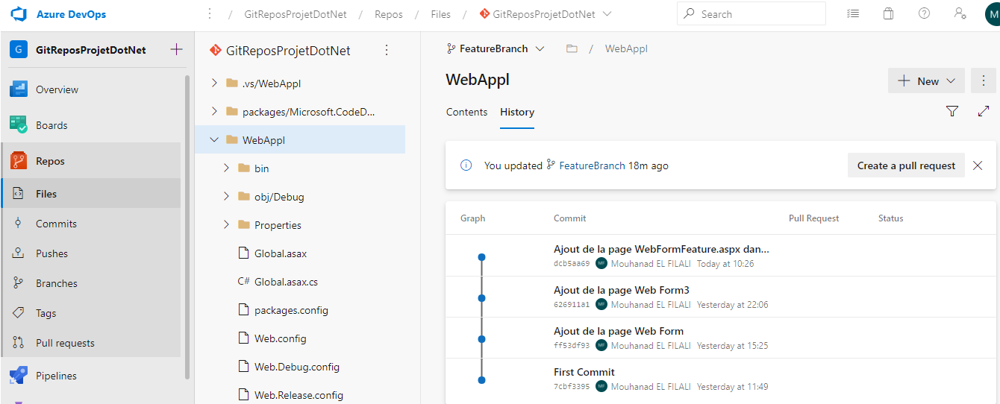 Azure DevOps
/ GitReposProjetDotNet / Repos / Files / GitReposProjetDotNet
Search
M
G GitReposProjetDotNet
Overview
Boards
Repos
Files
Commits
Pushes
Branches
Tags
Pull requests
Pipelines
GitReposProjetDotNet
.vs/WebAppl
packages/Microsoft.CodeD...
WebAppl
bin
obj/Debug
Properties
Global.asax
C# Global.asax.cs
packages.config
Web.config
Web.Debug.config
Web.Release.config
FeatureBranch / WebAppl
WebAppl
New
Contents History
You updated FeatureBranch 18m ago
Create a pull request
Graph Commit Pull Request Status
Ajout de la page WebFormFeature.aspx dan...
dcb5aa69 MF Mouhanad EL FILALI Today at 10:26
Ajout de la page Web Form3
626911a1 MF Mouhanad EL FILALI Yesterday at 22:06
Ajout de la page Web Form
ff53df93 MF Mouhanad EL FILALI Yesterday at 15:25
First Commit
7cbf3395 MF Mouhanad EL FILALI Yesterday at 11:49